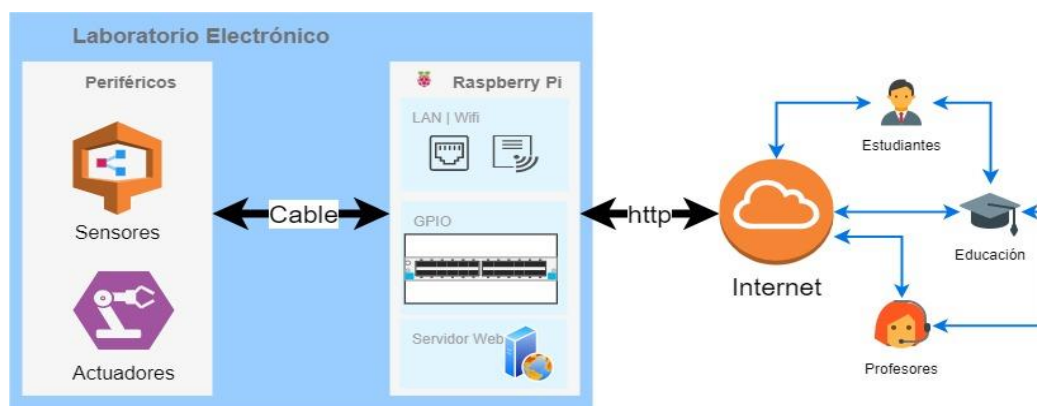 Laboratorio Electrónico
Periféricos
Sensores
Actuadores
Cable
Raspberry Pi
LAN | Wifi
GPIO
Servidor Web
http
Internet
Estudiantes
Educación
Profesores